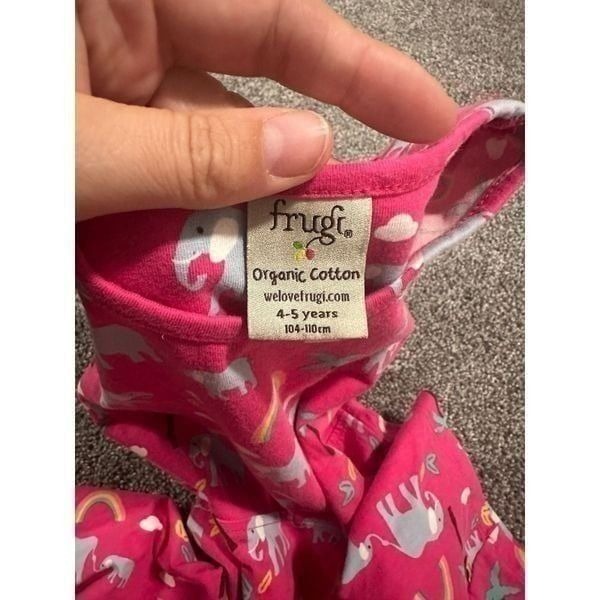 frugi®
Organic Cotton
welovefrugi.com
4-5 years
104-110cm